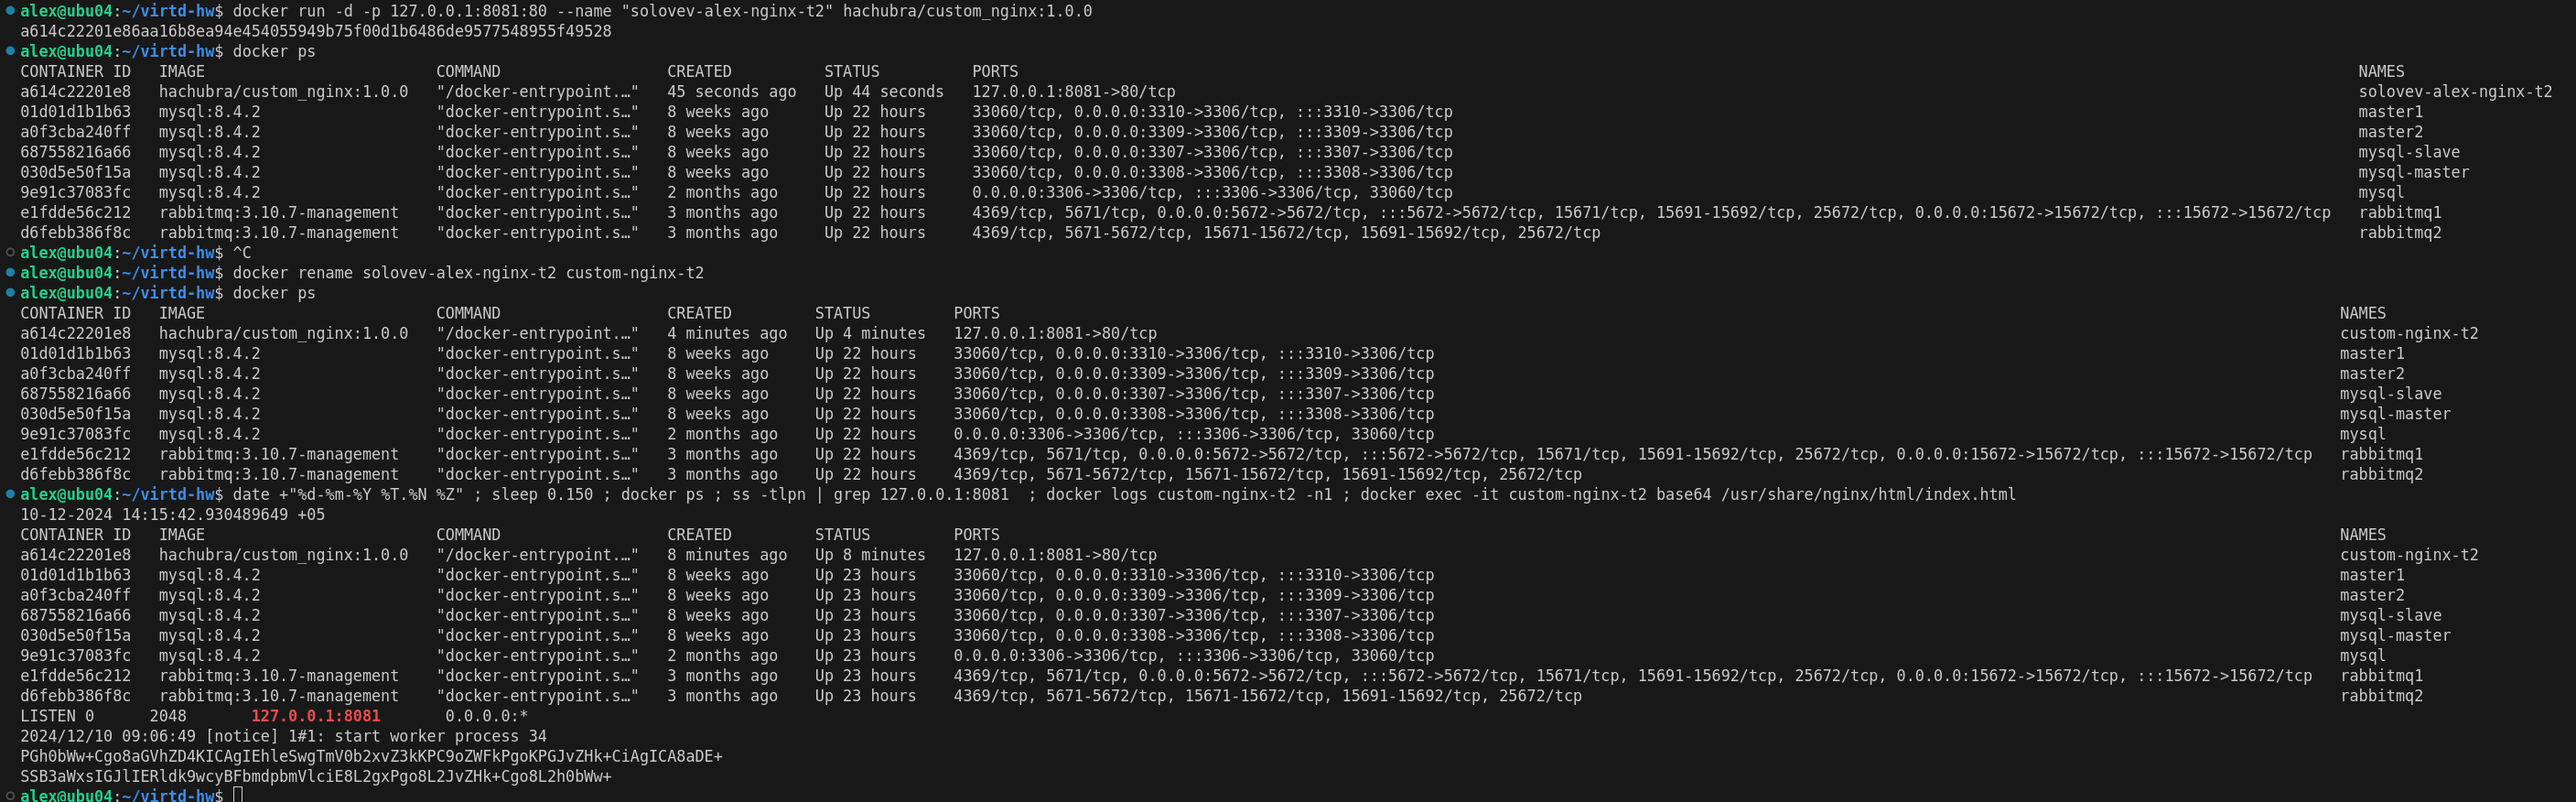 alex@ubu04:~/virtd-hw$ docker run -d -p 127.0.0.1:8081:80 --name "solovev-alex-nginx-t2" hachubra/custom_nginx:1.0.0
a614c22201e86aa16b8ea94e454055949b75f00d1b6486de9577548955f49528
alex@ubu04:~/virtd-hw$ docker ps
CONTAINER ID   IMAGE                         COMMAND                  CREATED          STATUS          PORTS                                                                                                                                                 NAMES
a614c22201e8   hachubra/custom_nginx:1.0.0   "/docker-entrypoint.…"   45 seconds ago   Up 44 seconds   127.0.0.1:8081->80/tcp                                                                                                                                solovev-alex-nginx-t2
01d01d1b1b63   mysql:8.4.2                   "docker-entrypoint.s…"   8 weeks ago      Up 22 hours     33060/tcp, 0.0.0.0:3310->3306/tcp, :::3310->3306/tcp                                                                                                  master1
a0f3cba240ff   mysql:8.4.2                   "docker-entrypoint.s…"   8 weeks ago      Up 22 hours     33060/tcp, 0.0.0.0:3309->3306/tcp, :::3309->3306/tcp                                                                                                  master2
687558216a66   mysql:8.4.2                   "docker-entrypoint.s…"   8 weeks ago      Up 22 hours     33060/tcp, 0.0.0.0:3307->3306/tcp, :::3307->3306/tcp                                                                                                  mysql-slave
030d5e50f15a   mysql:8.4.2                   "docker-entrypoint.s…"   8 weeks ago      Up 22 hours     33060/tcp, 0.0.0.0:3308->3306/tcp, :::3308->3306/tcp                                                                                                  mysql-master
9e91c37083fc   mysql:8.4.2                   "docker-entrypoint.s…"   2 months ago     Up 22 hours     0.0.0.0:3306->3306/tcp, :::3306->3306/tcp, 33060/tcp                                                                                                  mysql
e1fdde56c212   rabbitmq:3.10.7-management    "docker-entrypoint.s…"   3 months ago     Up 22 hours     4369/tcp, 5671/tcp, 0.0.0.0:5672->5672/tcp, :::5672->5672/tcp, 15671/tcp, 15691-15692/tcp, 25672/tcp, 0.0.0.0:15672->15672/tcp, :::15672->15672/tcp   rabbitmq1
d6febb386f8c   rabbitmq:3.10.7-management    "docker-entrypoint.s…"   3 months ago     Up 22 hours     4369/tcp, 5671-5672/tcp, 15671-15672/tcp, 15691-15692/tcp, 25672/tcp                                                                                  rabbitmq2
alex@ubu04:~/virtd-hw$ ^C
alex@ubu04:~/virtd-hw$ docker rename solovev-alex-nginx-t2 custom-nginx-t2
alex@ubu04:~/virtd-hw$ docker ps
CONTAINER ID   IMAGE                         COMMAND                  CREATED         STATUS         PORTS                                                                                                                                                 NAMES
a614c22201e8   hachubra/custom_nginx:1.0.0   "/docker-entrypoint.…"   4 minutes ago   Up 4 minutes   127.0.0.1:8081->80/tcp                                                                                                                                custom-nginx-t2
01d01d1b1b63   mysql:8.4.2                   "docker-entrypoint.s…"   8 weeks ago     Up 22 hours    33060/tcp, 0.0.0.0:3310->3306/tcp, :::3310->3306/tcp                                                                                                  master1
a0f3cba240ff   mysql:8.4.2                   "docker-entrypoint.s…"   8 weeks ago     Up 22 hours    33060/tcp, 0.0.0.0:3309->3306/tcp, :::3309->3306/tcp                                                                                                  master2
687558216a66   mysql:8.4.2                   "docker-entrypoint.s…"   8 weeks ago     Up 22 hours    33060/tcp, 0.0.0.0:3307->3306/tcp, :::3307->3306/tcp                                                                                                  mysql-slave
030d5e50f15a   mysql:8.4.2                   "docker-entrypoint.s…"   8 weeks ago     Up 22 hours    33060/tcp, 0.0.0.0:3308->3306/tcp, :::3308->3306/tcp                                                                                                  mysql-master
9e91c37083fc   mysql:8.4.2                   "docker-entrypoint.s…"   2 months ago    Up 22 hours    0.0.0.0:3306->3306/tcp, :::3306->3306/tcp, 33060/tcp                                                                                                  mysql
e1fdde56c212   rabbitmq:3.10.7-management    "docker-entrypoint.s…"   3 months ago    Up 22 hours    4369/tcp, 5671/tcp, 0.0.0.0:5672->5672/tcp, :::5672->5672/tcp, 15671/tcp, 15691-15692/tcp, 25672/tcp, 0.0.0.0:15672->15672/tcp, :::15672->15672/tcp   rabbitmq1
d6febb386f8c   rabbitmq:3.10.7-management    "docker-entrypoint.s…"   3 months ago    Up 22 hours    4369/tcp, 5671-5672/tcp, 15671-15672/tcp, 15691-15692/tcp, 25672/tcp                                                                                  rabbitmq2
alex@ubu04:~/virtd-hw$ date +"%d-%m-%Y %T.%N %Z" ; sleep 0.150 ; docker ps ; ss -tlpn | grep 127.0.0.1:8081  ; docker logs custom-nginx-t2 -n1 ; docker exec -it custom-nginx-t2 base64 /usr/share/nginx/html/index.html
10-12-2024 14:15:42.930489649 +05
CONTAINER ID   IMAGE                         COMMAND                  CREATED         STATUS         PORTS                                                                                                                                                 NAMES
a614c22201e8   hachubra/custom_nginx:1.0.0   "/docker-entrypoint.…"   8 minutes ago   Up 8 minutes   127.0.0.1:8081->80/tcp                                                                                                                                custom-nginx-t2
01d01d1b1b63   mysql:8.4.2                   "docker-entrypoint.s…"   8 weeks ago     Up 23 hours    33060/tcp, 0.0.0.0:3310->3306/tcp, :::3310->3306/tcp                                                                                                  master1
a0f3cba240ff   mysql:8.4.2                   "docker-entrypoint.s…"   8 weeks ago     Up 23 hours    33060/tcp, 0.0.0.0:3309->3306/tcp, :::3309->3306/tcp                                                                                                  master2
687558216a66   mysql:8.4.2                   "docker-entrypoint.s…"   8 weeks ago     Up 23 hours    33060/tcp, 0.0.0.0:3307->3306/tcp, :::3307->3306/tcp                                                                                                  mysql-slave
030d5e50f15a   mysql:8.4.2                   "docker-entrypoint.s…"   8 weeks ago     Up 23 hours    33060/tcp, 0.0.0.0:3308->3306/tcp, :::3308->3306/tcp                                                                                                  mysql-master
9e91c37083fc   mysql:8.4.2                   "docker-entrypoint.s…"   2 months ago    Up 23 hours    0.0.0.0:3306->3306/tcp, :::3306->3306/tcp, 33060/tcp                                                                                                  mysql
e1fdde56c212   rabbitmq:3.10.7-management    "docker-entrypoint.s…"   3 months ago    Up 23 hours    4369/tcp, 5671/tcp, 0.0.0.0:5672->5672/tcp, :::5672->5672/tcp, 15671/tcp, 15691-15692/tcp, 25672/tcp, 0.0.0.0:15672->15672/tcp, :::15672->15672/tcp   rabbitmq1
d6febb386f8c   rabbitmq:3.10.7-management    "docker-entrypoint.s…"   3 months ago    Up 23 hours    4369/tcp, 5671-5672/tcp, 15671-15672/tcp, 15691-15692/tcp, 25672/tcp                                                                                  rabbitmq2
LISTEN 0      2048       127.0.0.1:8081       0.0.0.0:*
2024/12/10 09:06:49 [notice] 1#1: start worker process 34
PGh0bWw+Cgo8aGVhZD4KICAgIEhleSwgTmV0b2xvZ3kKPC9oZWFkPgoKPGJvZHk+CiAgICA8aDE+
SSB3aWxsIGJlIERldk9wcyBFbmdpbmVlciE8L2gxPgo8L2JvZHk+Cgo8L2h0bWw+
alex@ubu04:~/virtd-hw$